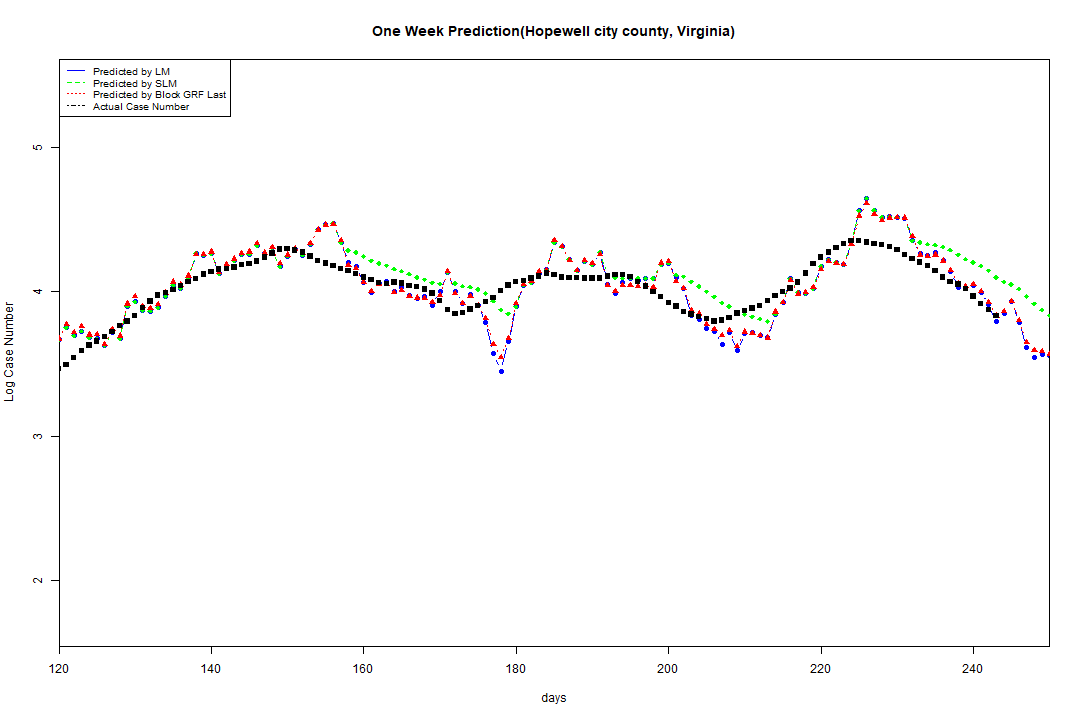 One Week Prediction(Hopewell city county, Virginia)
Predicted by LM
Predicted by SLM
Predicted by Block GRF Last
Actual Case Number
5
4
3
2
Log Case Number
120 140 160 180 200 220 240
days